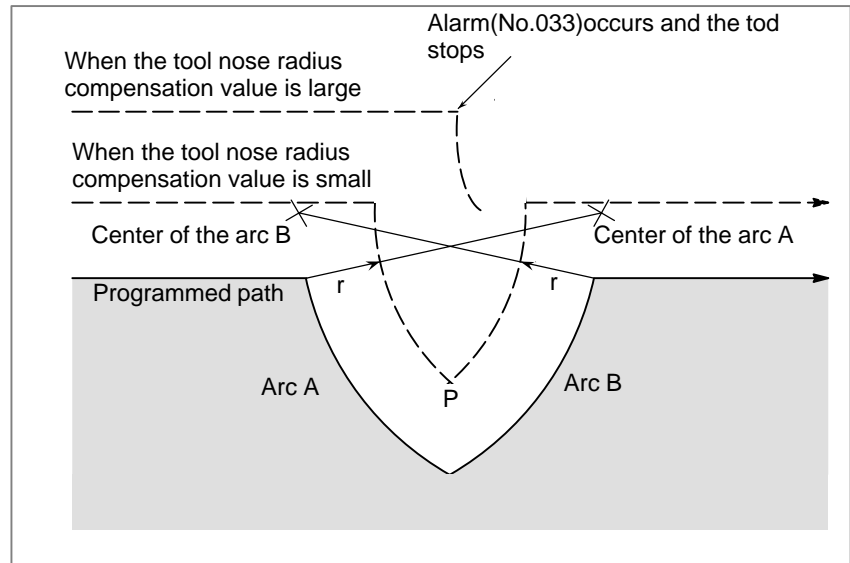 Alarm(No.033)occurs and the tod
stops
When the tool nose radius
compensation value is large
When the tool nose radius
compensation value is small
Center of the arc B
Center of the arc A
Programmed path
r
r
Arc A
P
Arc B